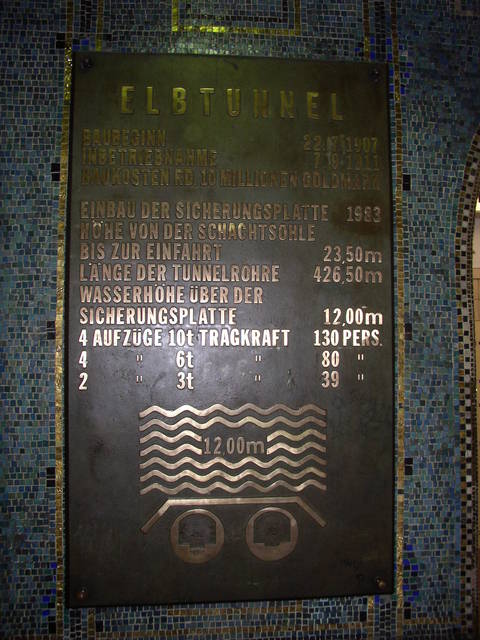 ELBTUNNEL
BAUBEGINN 22.7.1907
INBETRIEBNAHME 7.9.1911
BAUKOSTEN RD. 10 MILLIONEN GOLDMARK
EINBAU DER SICHERUNGSPLATTE 1983
HÖHE VON DER SCHACHTSOHLE
BIS ZUR EINFAHRT 23,50m
LÄNGE DER TUNNELROHRE 426,50m
WASSERHÖHE ÜBER DER
SICHERUNGSPLATTE 12,00m
4 AUFZÜGE 10t TRAGKRAFT 130 PERS.
4 " 6t " 80 "
2 " 3t " 39 "
12,00m